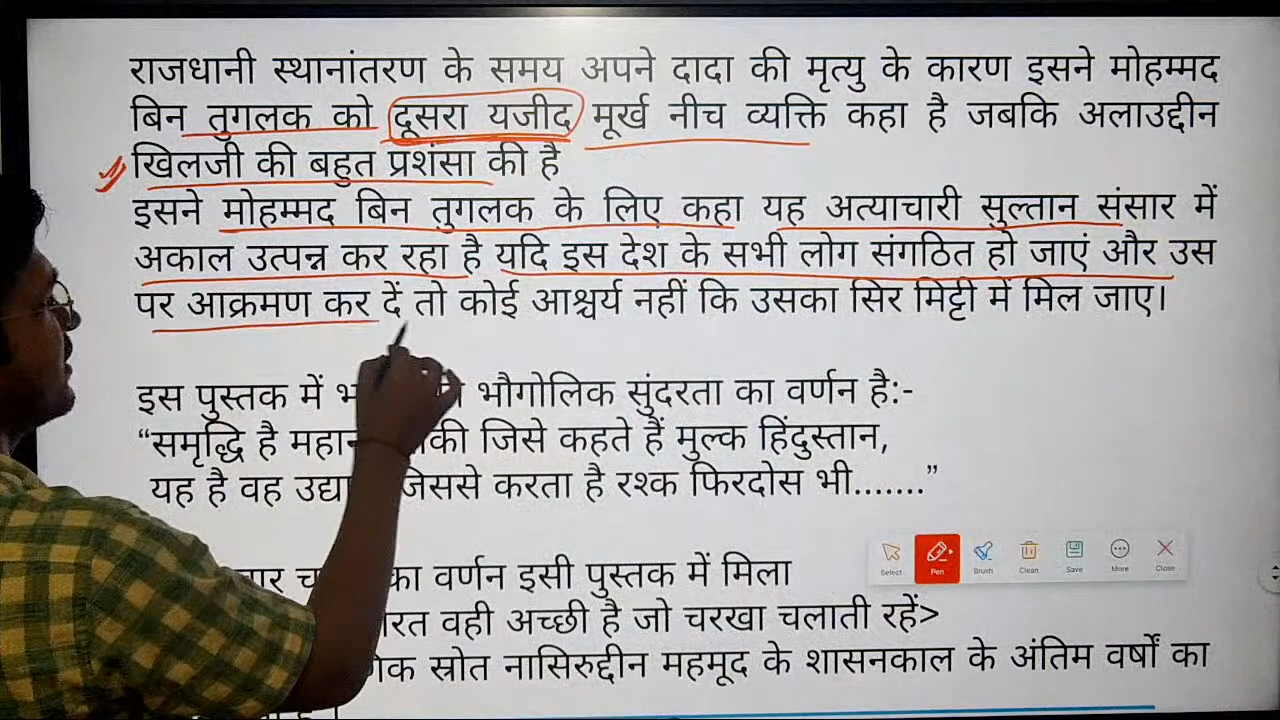 राजधानी स्थानांतरण के समय अपने दादा की मृत्यु के कारण इसने मोहम्मद
बिन तुगलक को दूसरा यजीद मूर्ख नीच व्यक्ति कहा है जबकि अलाउद्दीन
खिलजी की बहुत प्रशंसा की है
इसने मोहम्मद बिन तुगलक के लिए कहा यह अत्याचारी सुल्तान संसार में
अकाल उत्पन्न कर रहा है यदि इस देश के सभी लोग संगठित हो जाएं और उस
पर आक्रमण कर दें तो कोई आश्चर्य नहीं कि उसका सिर मिट्टी में मिल जाए।
इस पुस्तक में भौगोलिक सुंदरता का वर्णन है:-
“समृद्धि है जिसे कहते हैं मुल्क हिंदुस्तान,
यह है वह जिससे करता है रश्क फिरदोस भी.......”
Select Pen Brush Clean Save More Close
का वर्णन इसी पुस्तक में मिला
वही अच्छी है जो चरखा चलाती रहें>
स्रोत नासिरुद्दीन महमूद के शासनकाल के अंतिम वर्षों का